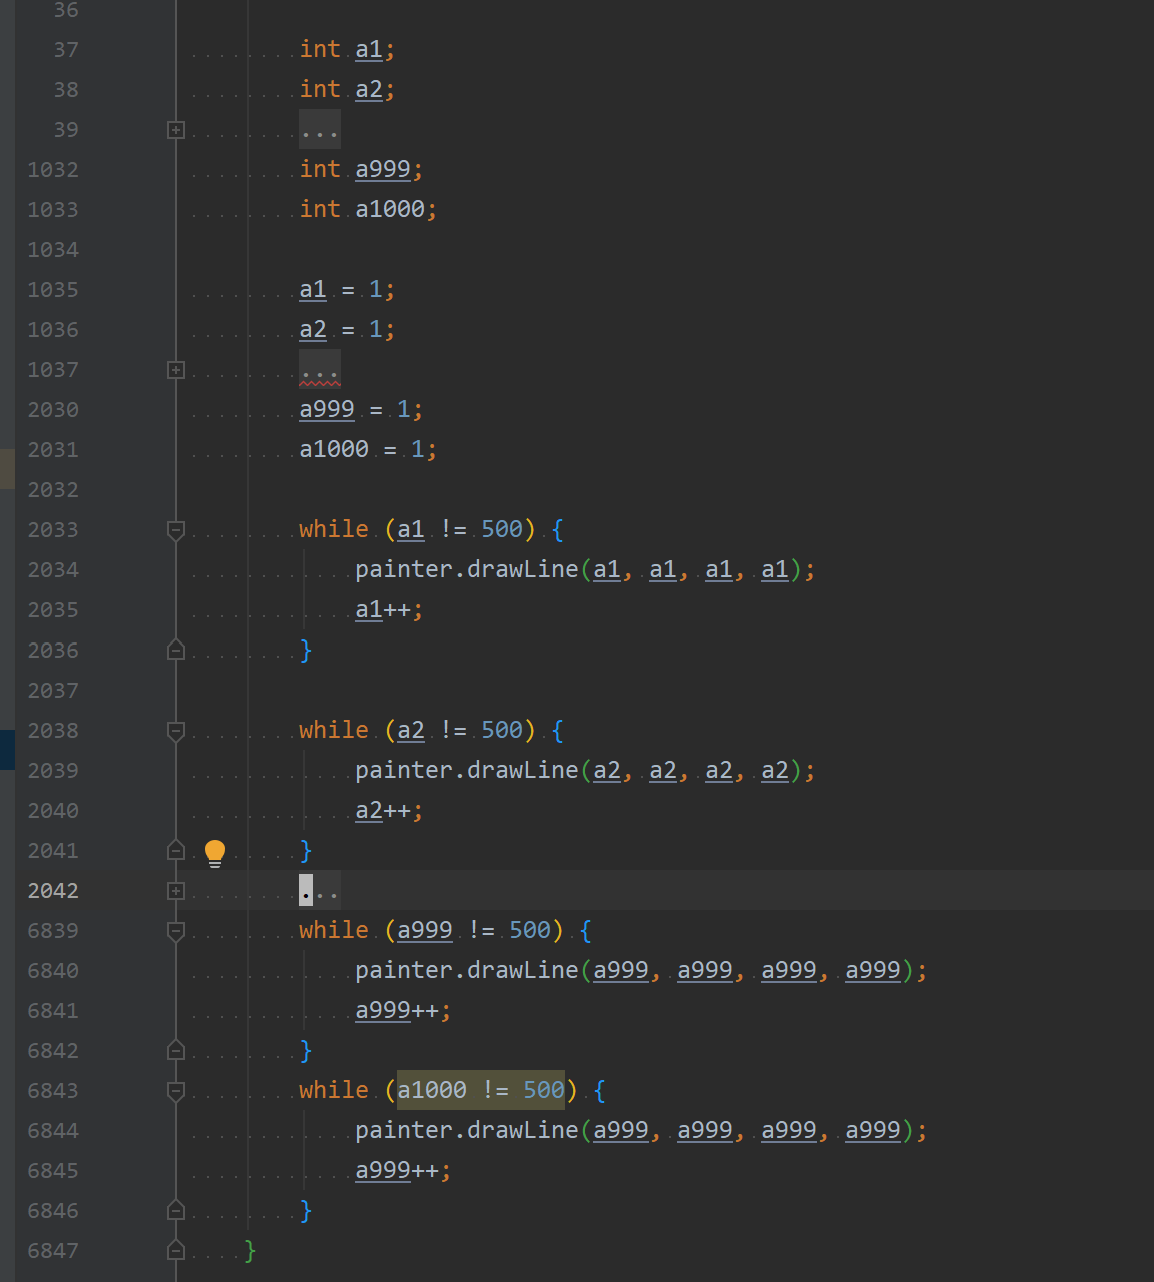 36
37 int a1;
38 int a2;
39 ...
1032 int a999;
1033 int a1000;
1034
1035 a1 = 1;
1036 a2 = 1;
1037 ...
2030 a999 = 1;
2031 a1000 = 1;
2032
2033 while (a1 != 500) {
2034 painter.drawLine(a1, a1, a1, a1);
2035 a1++;
2036 }
2037
2038 while (a2 != 500) {
2039 painter.drawLine(a2, a2, a2, a2);
2040 a2++;
2041 }
2042 ...
6839 while (a999 != 500) {
6840 painter.drawLine(a999, a999, a999, a999);
6841 a999++;
6842 }
6843 while (a1000 != 500) {
6844 painter.drawLine(a999, a999, a999, a999);
6845 a999++;
6846 }
6847 }